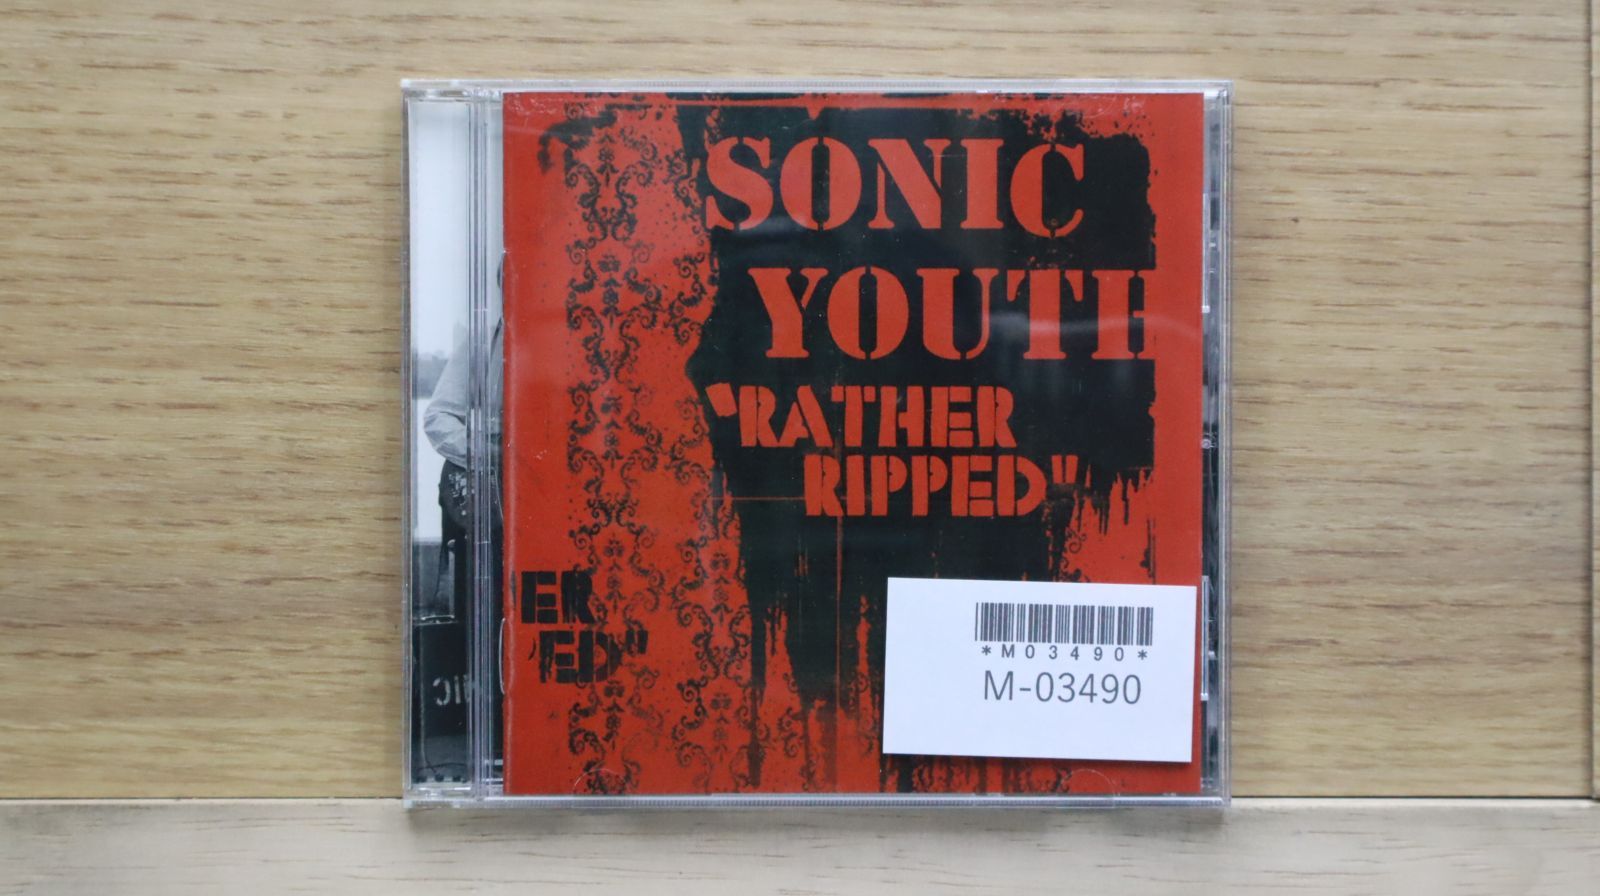 SONIC
YOUTH
"RATHER
RIPPED"
ER
ED"
*M03490*
M-03490